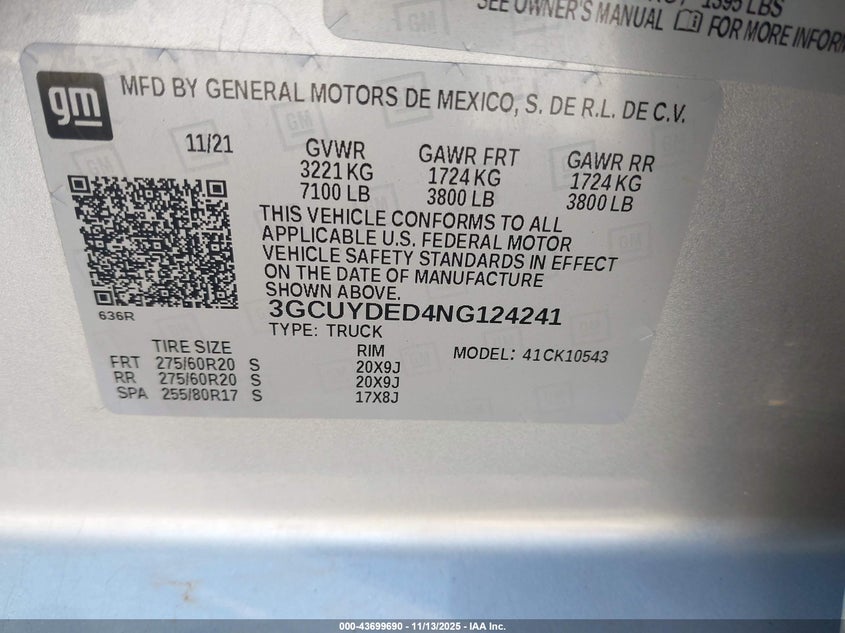 1395 LBS
SEE OWNER'S MANUAL FOR MORE INFORM
gm
MFD BY GENERAL MOTORS DE MEXICO, S. DE R.L. DE C.V.
11/21
GVWR
3221 KG
7100 LB
GAWR FRT
1724 KG
3800 LB
GAWR RR
1724 KG
3800 LB
THIS VEHICLE CONFORMS TO ALL
APPLICABLE U.S. FEDERAL MOTOR
VEHICLE SAFETY STANDARDS IN EFFECT
ON THE DATE OF MANUFACTURE
SHOWN ABOVE.
636R
3GCUYDED4NG124241
TYPE: TRUCK
TIRE SIZE RIM MODEL: 41CK10543
FRT 275/60R20 S 20X9J
RR 275/60R20 S 20X9J
SPA 255/80R17 S 17X8J
000-43699690 - 11/13/2025 - IAA Inc.